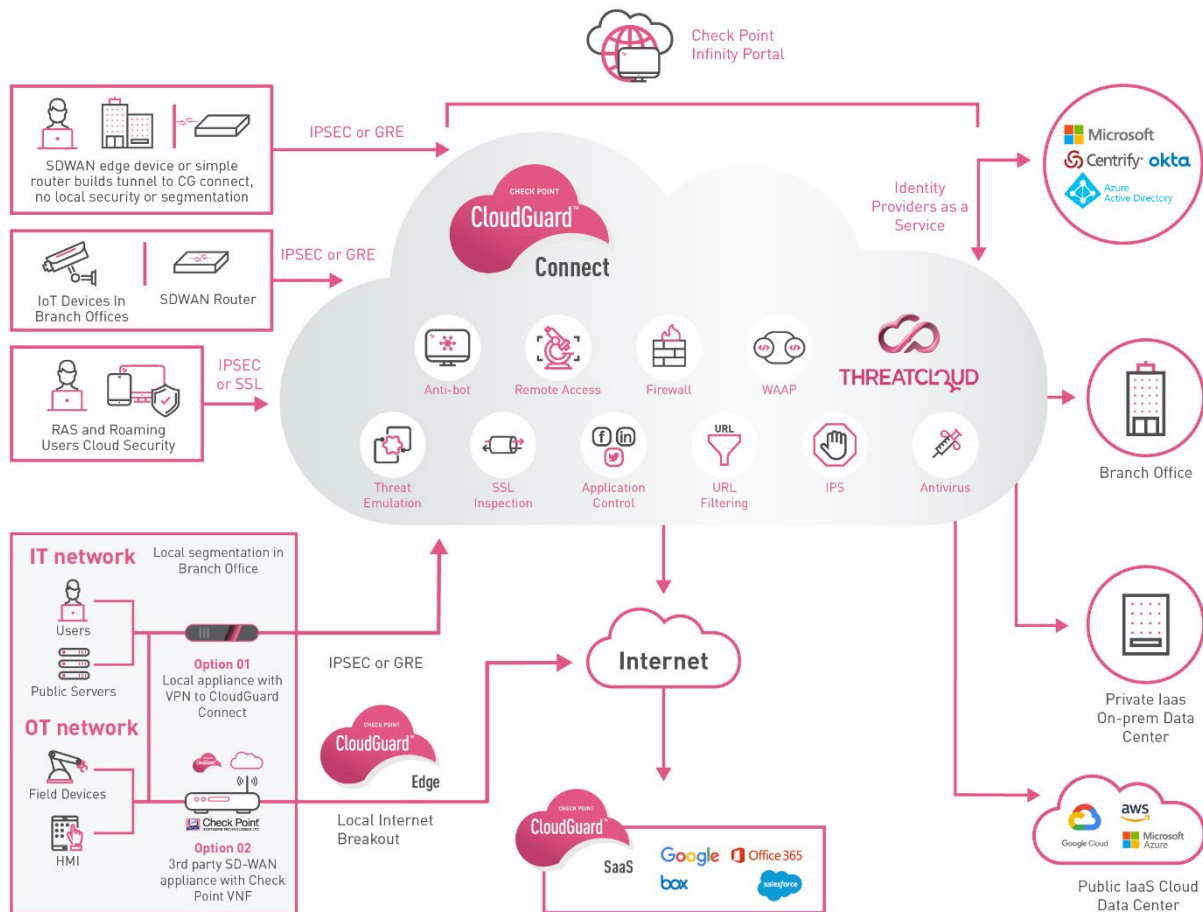 Check Point
Infinity Portal
SDWAN edge device or simple
router builds tunnel to CG connect,
no local security or segmentation
IPSEC or GRE
IoT Devices In
Branch Offices
SDWAN Router
IPSEC or GRE
RAS and Roaming
Users Cloud Security
IPSEC
or SSL
CHECK POINT
CloudGuard™
Connect
Identity
Providers as a
Service
Microsoft
Centrify
okta
Azure
Active Directory
Anti-bot
Remote Access
Firewall
WAAP
THREATCLOUD
Threat
Emulation
SSL
Inspection
f in
Application
Control
URL
URL
Filtering
IPS
Antivirus
Branch Office
Private Iaas
On-prem Data
Center
Google Cloud
aws
Microsoft
Azure
Public IaaS Cloud
Data Center
IT network
Local segmentation in
Branch Office
Users
Public Servers
Option 01
Local appliance with
VPN to CloudGuard
Connect
IPSEC or GRE
OT network
Field Devices
HMI
Check Point
SOFTWARE TECHNOLOGIES LTD
Option 02
3rd party SD-WAN
appliance with Check
Point VNF
CHECK POINT
CloudGuard™
Edge
Local Internet
Breakout
Internet
CHECK POINT
CloudGuard™
SaaS
Google
Office 365
box
salesforce